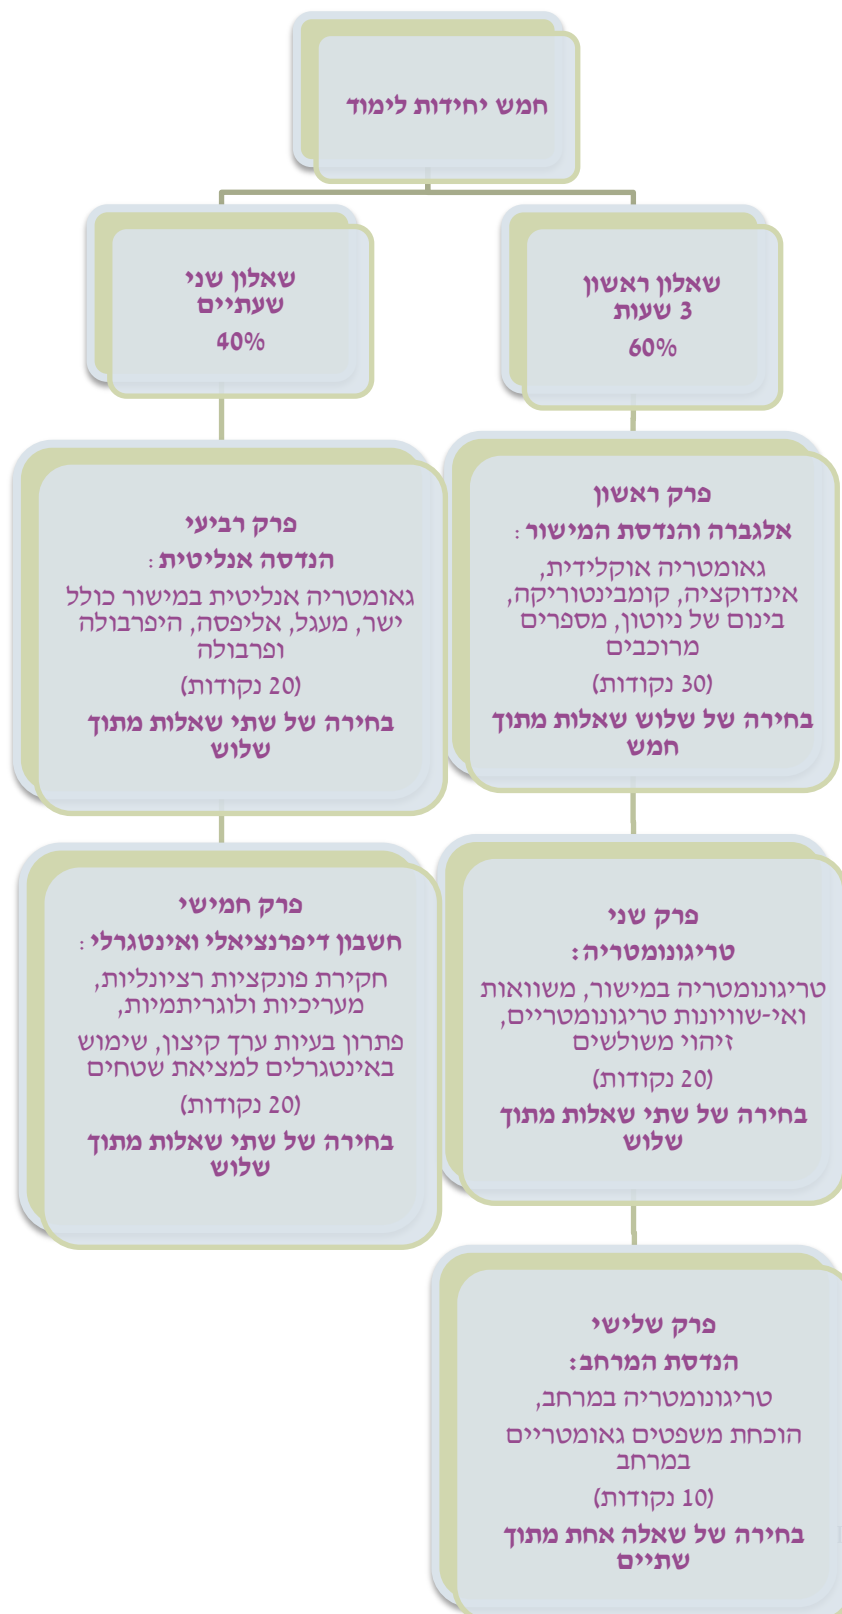 חמש יחידות לימוד
שאלון ראשון
3 שעות
60%
פרק ראשון
אלגברה והנדסת המישור:
גאומטריה אוקלידית,
אינדוקציה, קומבינטוריקה,
בינום של ניוטון, מספרים
מרוכבים
(30 נקודות)
בחירה של שלוש שאלות מתוך
חמש
פרק שני
טריגונומטריה:
טריגונומטריה במישור, משוואות
ואי-שוויונות טריגונומטריים,
זיהוי משולשים
(20 נקודות)
בחירה של שתי שאלות מתוך
שלוש
פרק שלישי
הנדסת המרחב:
טריגונומטריה במרחב,
הוכחת משפטים גאומטריים
במרחב
(10 נקודות)
בחירה של שאלה אחת מתוך
שתיים
שאלון שני
שעתיים
40%
פרק רביעי
הנדסה אנליטית:
גאומטריה אנליטית במישור כולל
ישר, מעגל, אליפסה, היפרבולה
ופרבולה
(20 נקודות)
בחירה של שתי שאלות מתוך
שלוש
פרק חמישי
חשבון דיפרנציאלי ואינטגרלי:
חקירת פונקציות רציונליות,
מעריכיות ולוגריתמיות,
פתרון בעיות ערך קיצון, שימוש
באינטגרלים למציאת שטחים
(20 נקודות)
בחירה של שתי שאלות מתוך
שלוש